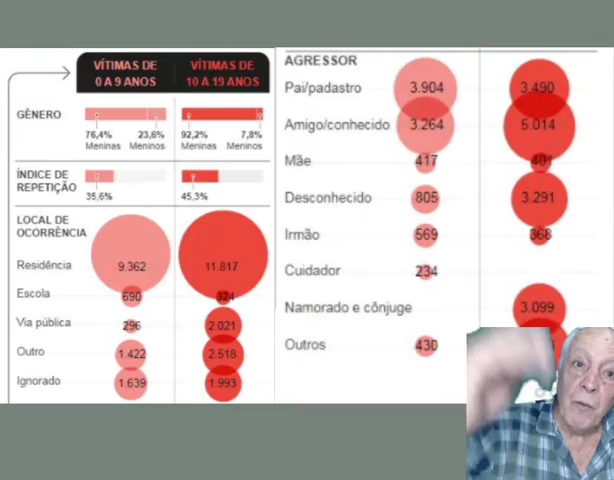 VÍTIMAS DE
0 A 9 ANOS
VÍTIMAS DE
10 A 19 ANOS
GÊNERO
76,4%
Meninas
23,6%
Meninos
92,2%
Meninas
7,8%
Meninos
ÍNDICE DE
REPETIÇÃO
35,6%
45,3%
LOCAL DE
OCORRÊNCIA
Residência 9.362 11.817
Escola 690 324
Via pública 296 2.021
Outro 1.422 2.518
Ignorado 1.639 1.993
AGRESSOR
Pai/padastro 3.904 3.490
Amigo/conhecido 3.264 5.014
Mãe 417 401
Desconhecido 805 3.291
Irmão 569 368
Cuidador 234
Namorado e cônjuge 3.099
Outros 430